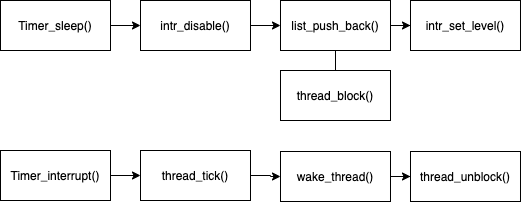 Timer_sleep()
intr_disable()
list_push_back()
intr_set_level()
thread_block()
Timer_interrupt()
thread_tick()
wake_thread()
thread_unblock()